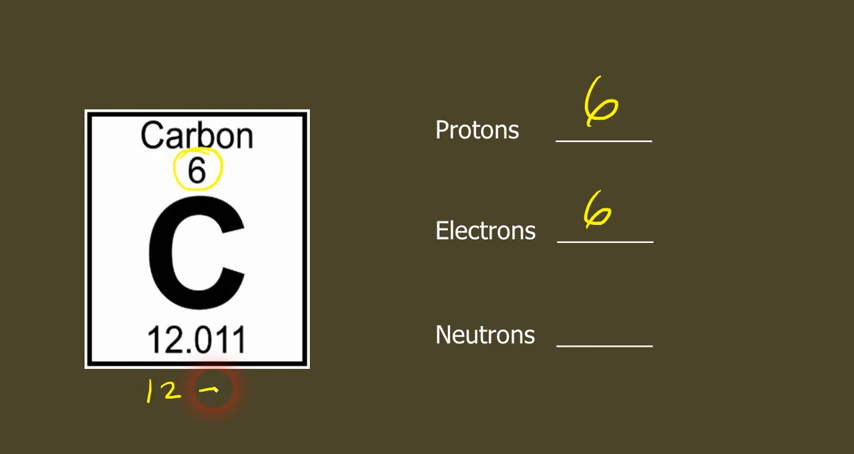 Carbon
6
C
12.011
12 –
Protons 6
Electrons 6
Neutrons